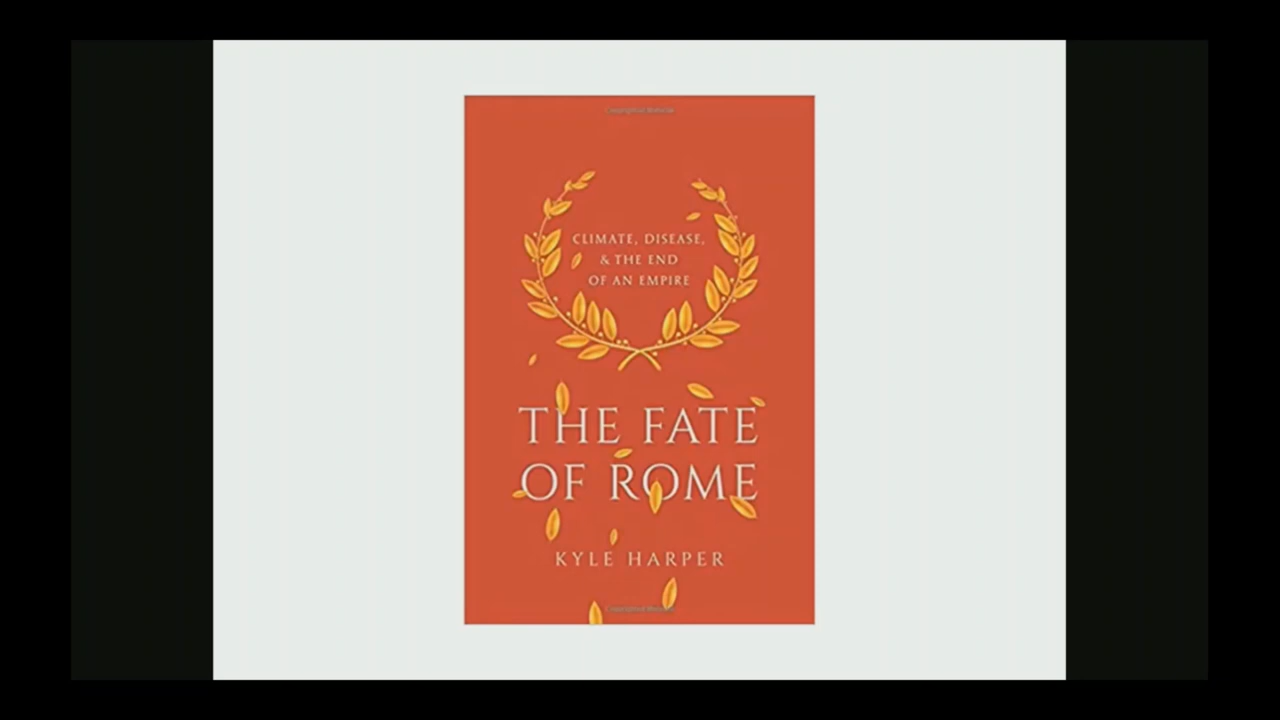 CLIMATE, DISEASE,
& THE END
OF AN EMPIRE
THE FATE
OF ROME
KYLE HARPER